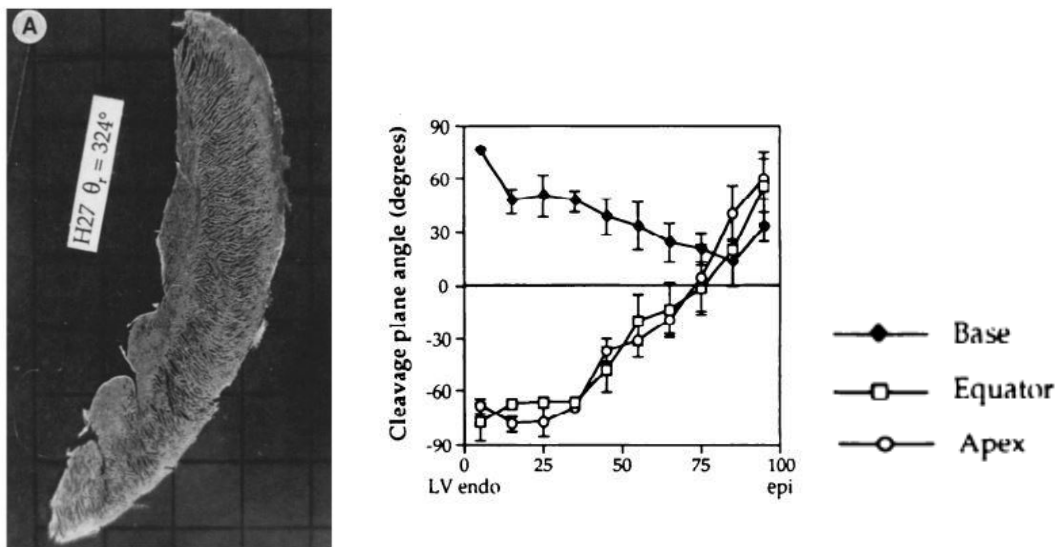 A
H27 θr = 324°
Cleavage plane angle (degrees)
90
60
30
0
-30
-60
-90
0 25 50 75 100
LV endo epi
Base
Equator
Apex